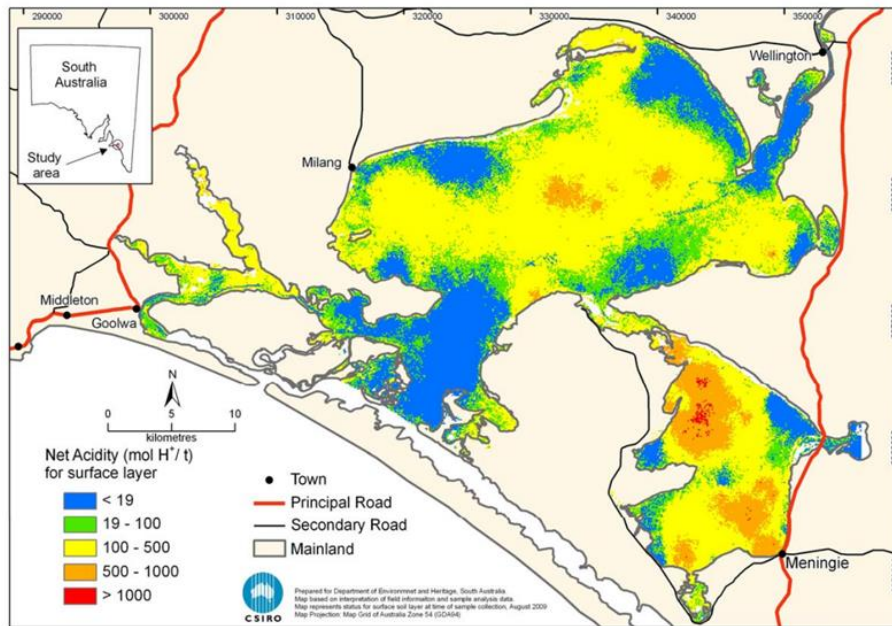 290000 300000 310000 320000 330000 340000 350000
South
Australia
Study
area
Wellington
Milang
Middleton
Goolwa
N
0 5 10
kilometres
Net Acidity (mol H⁺/ t)
for surface layer
< 19
19 - 100
100 - 500
500 - 1000
> 1000
Town
Principal Road
Secondary Road
Mainland
Meningie
CSIRO
Prepared for Department of Environmnet and Heritage, South Australia.
Map based on interpretation of field informaiton and sample analysis data.
Map represents status for surface soil layer at time of sample collection, August 2009
Map Projection: Map Grid of Australia Zone 54 (GDA94)